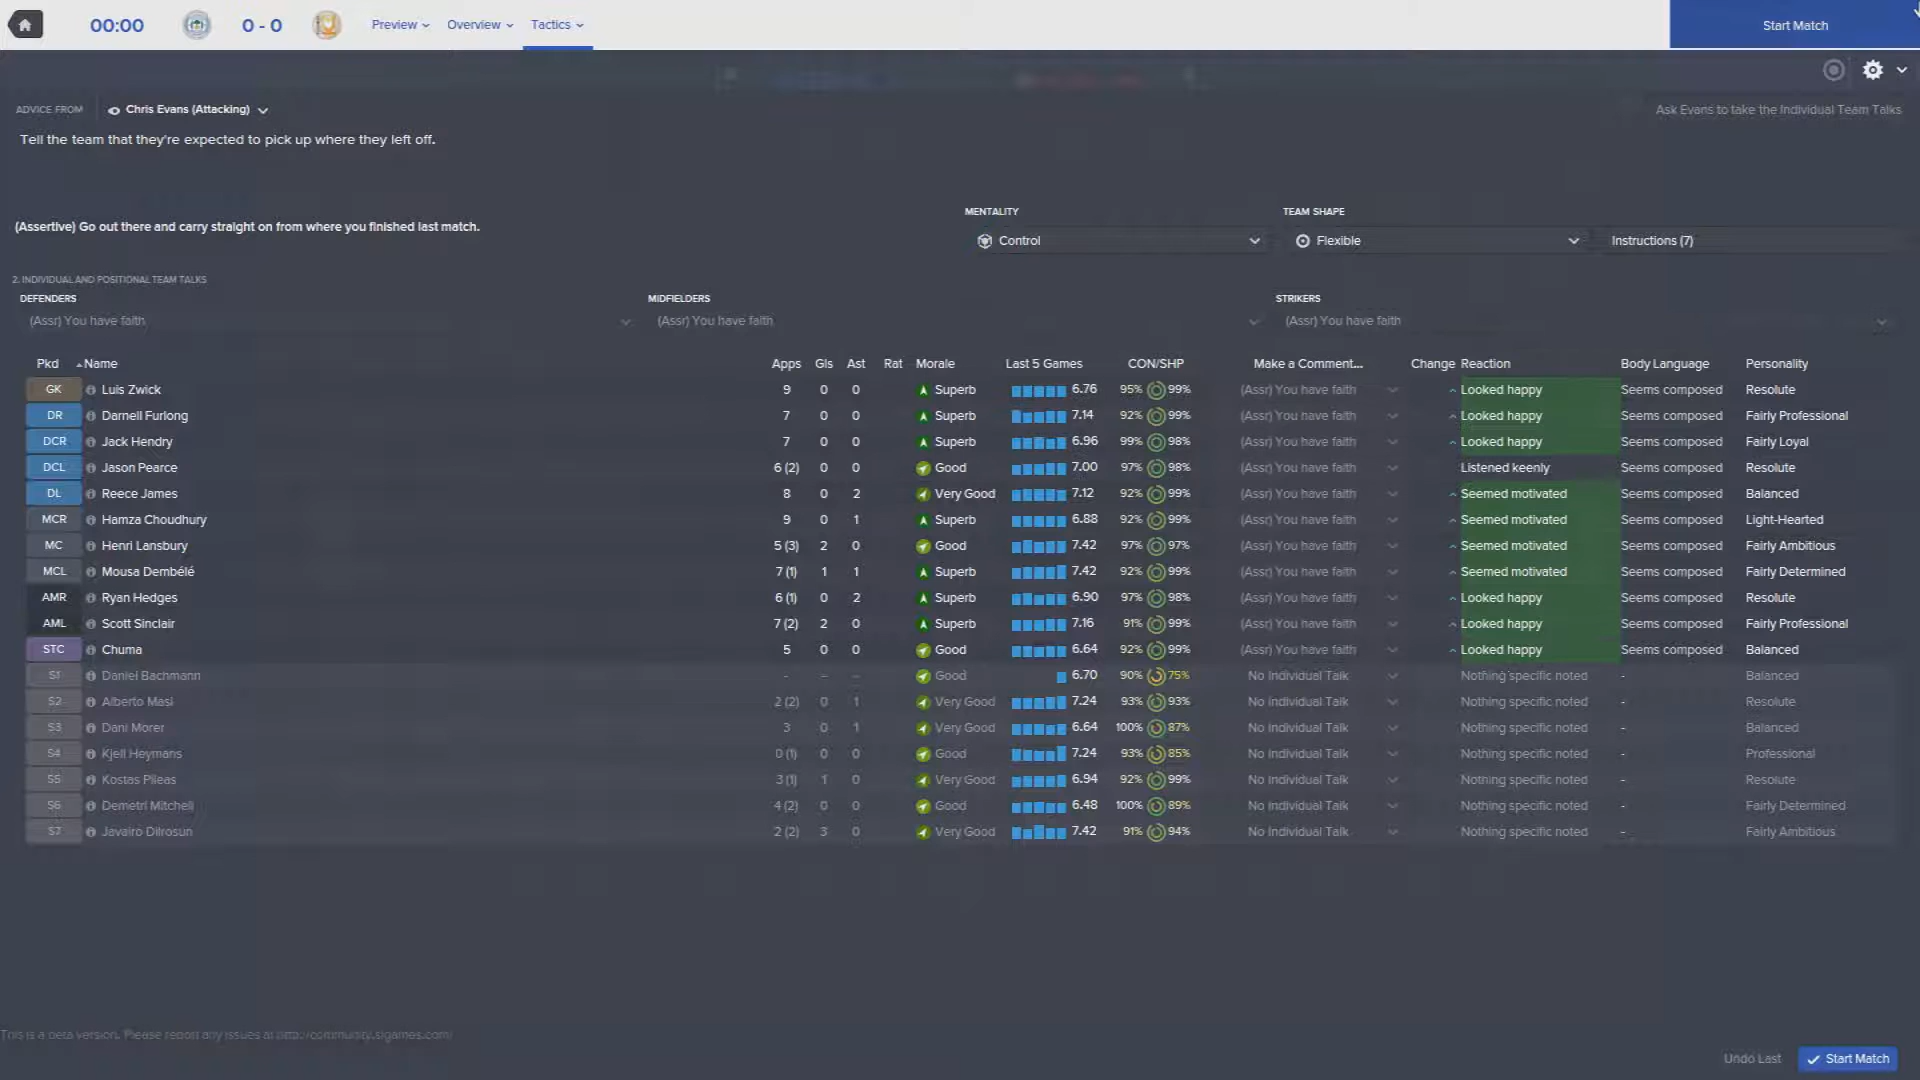 00:00 0 - 0 Preview Overview Tactics Start Match
ADVICE FROM Chris Evans (Attacking) Ask Evans to take the Individual Team Talks
Tell the team that they're expected to pick up where they left off.
MENTALITY TEAM SHAPE
(Assertive) Go out there and carry straight on from where you finished last match.
Control Flexible Instructions (7)
2. INDIVIDUAL AND POSITIONAL TEAM TALKS
DEFENDERS MIDFIELDERS STRIKERS
(Assr) You have faith (Assr) You have faith (Assr) You have faith
Pkd Name Apps Gls Ast Rat Morale Last 5 Games CON/SHP Make a Comment... Change Reaction Body Language Personality
GK Luis Zwick 9 0 0 Superb 6.76 95% 99% (Assr) You have faith Looked happy Seems composed Resolute
DR Darnell Furlong 7 0 0 Superb 7.14 92% 99% (Assr) You have faith Looked happy Seems composed Fairly Professional
DCR Jack Hendry 7 0 0 Superb 6.96 99% 98% (Assr) You have faith Looked happy Seems composed Fairly Loyal
DCL Jason Pearce 6 (2) 0 0 Good 7.00 97% 98% (Assr) You have faith Listened keenly Seems composed Resolute
DL Reece James 8 0 2 Very Good 7.12 92% 99% (Assr) You have faith Seemed motivated Seems composed Balanced
MCR Hamza Choudhury 9 0 1 Superb 6.88 92% 99% (Assr) You have faith Seemed motivated Seems composed Light-Hearted
MC Henri Lansbury 5 (3) 2 0 Good 7.42 97% 97% (Assr) You have faith Seemed motivated Seems composed Fairly Ambitious
MCL Mousa Dembélé 7 (1) 1 1 Superb 7.42 92% 99% (Assr) You have faith Seemed motivated Seems composed Fairly Determined
AMR Ryan Hedges 6 (1) 0 2 Superb 6.90 97% 98% (Assr) You have faith Looked happy Seems composed Resolute
AML Scott Sinclair 7 (2) 2 0 Superb 7.16 91% 99% (Assr) You have faith Looked happy Seems composed Fairly Professional
STC Chuma 5 0 0 Good 6.64 92% 99% (Assr) You have faith Looked happy Seems composed Balanced
S1 Daniel Bachmann - - - Good 6.70 90% 75% No Individual Talk Nothing specific noted - Balanced
S2 Alberto Masi 2 (2) 0 1 Very Good 7.24 93% 93% No Individual Talk Nothing specific noted - Resolute
S3 Dani Morer 3 0 1 Very Good 6.64 100% 87% No Individual Talk Nothing specific noted - Balanced
S4 Kjell Heymans 0 (1) 0 0 Good 7.24 93% 85% No Individual Talk Nothing specific noted - Professional
S5 Kostas Pileas 3 (1) 1 0 Very Good 6.94 92% 99% No Individual Talk Nothing specific noted - Resolute
S6 Demetri Mitchell 4 (2) 0 0 Good 6.48 100% 89% No Individual Talk Nothing specific noted - Fairly Determined
S7 Javairo Dilrosun 2 (2) 3 0 Very Good 7.42 91% 94% No Individual Talk Nothing specific noted - Fairly Ambitious
This is a beta version. Please report any issues at http://community.sigames.com/
Undo Last Start Match